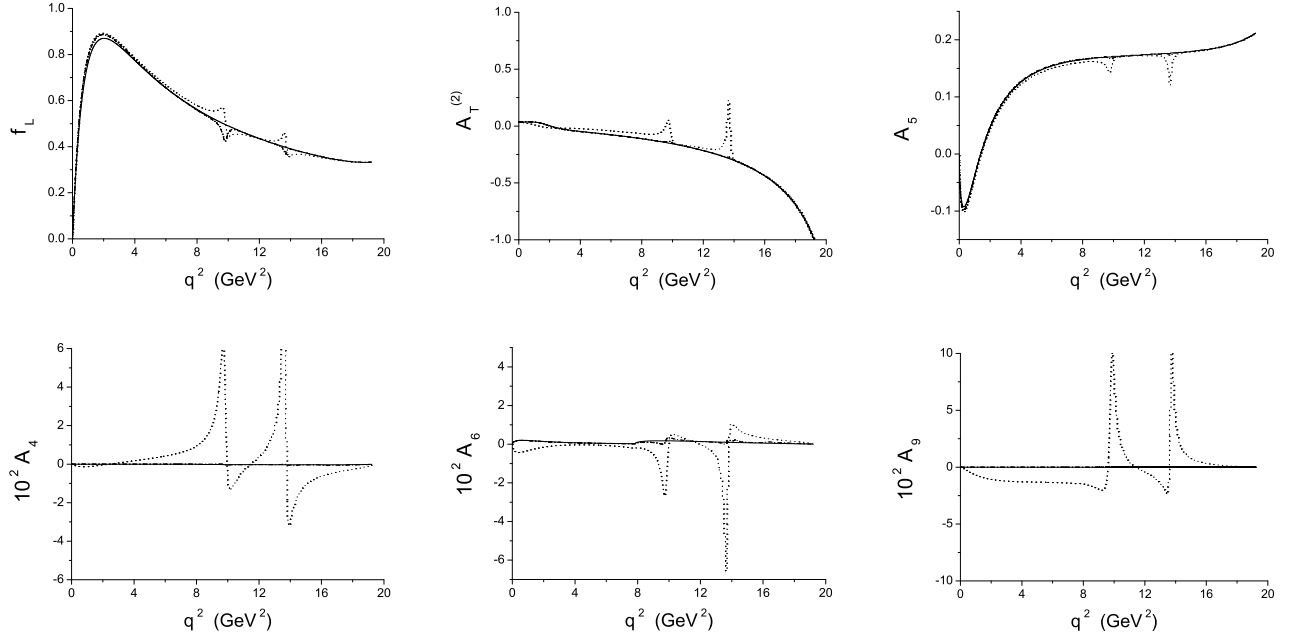 f_L
1.0
0.8
0.6
0.4
0.2
0.0
0 4 8 12 16 20
q^2 (GeV^2)
A_T^(2)
1.0
0.5
0.0
-0.5
-1.0
0 4 8 12 16 20
q^2 (GeV^2)
A_5
0.2
0.1
0.0
-0.1
0 4 8 12 16 20
q^2 (GeV^2)
10^2 A_4
6
4
2
0
-2
-4
-6
0 4 8 12 16 20
q^2 (GeV^2)
10^2 A_6
4
2
0
-2
-4
-6
0 4 8 12 16 20
q^2 (GeV^2)
10^2 A_9
10
5
0
-5
-10
0 4 8 12 16 20
q^2 (GeV^2)